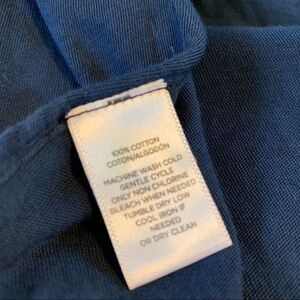 100% COTTON
COTON/ALGODÓN
MACHINE WASH COLD
GENTLE CYCLE
ONLY NON CHLORINE
BLEACH WHEN NEEDED
TUMBLE DRY LOW
COOL IRON IF
NEEDED
OR DRY CLEAN